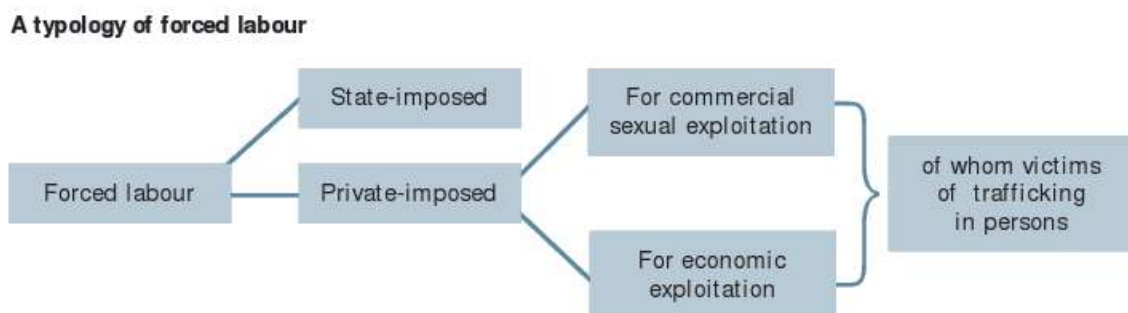 A typology of forced labour
State-imposed
Forced labour
Private-imposed
For commercial
sexual exploitation
For economic
exploitation
of whom victims
of trafficking
in persons